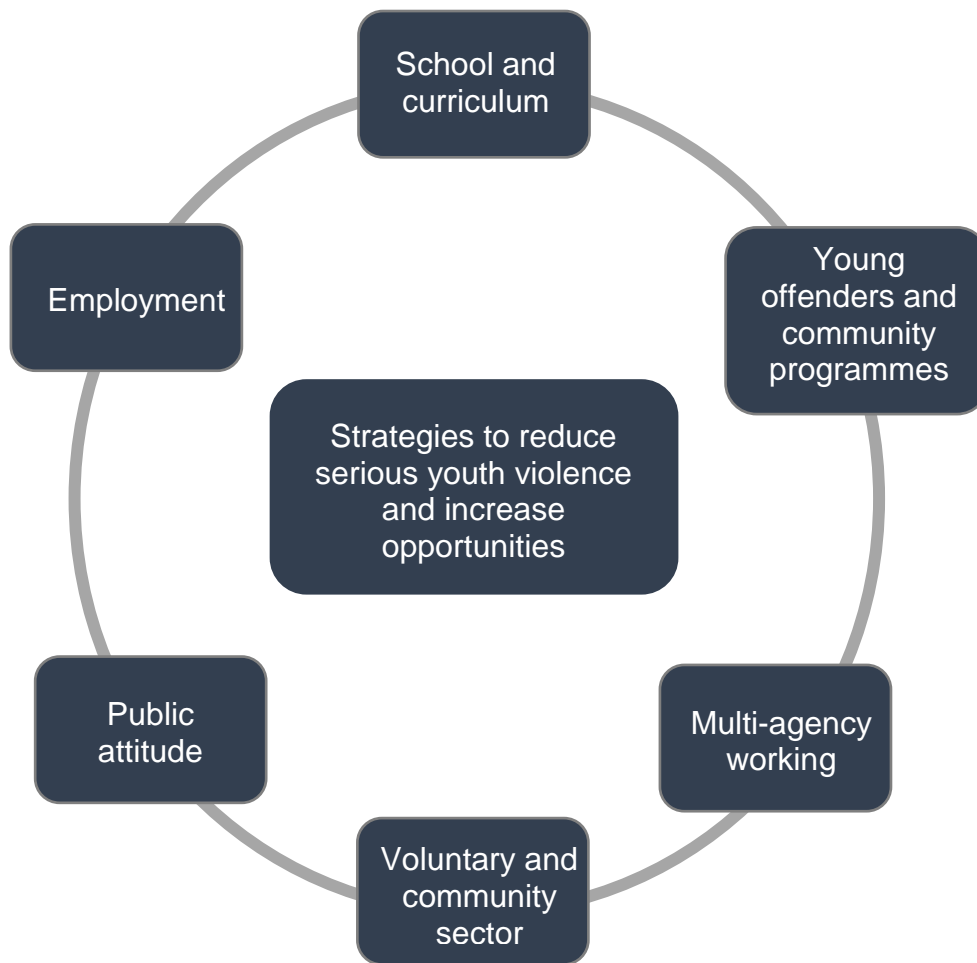 School and
curriculum
Young
offenders and
community
programmes
Multi-agency
working
Voluntary and
community
sector
Public
attitude
Employment
Strategies to reduce
serious youth violence
and increase
opportunities